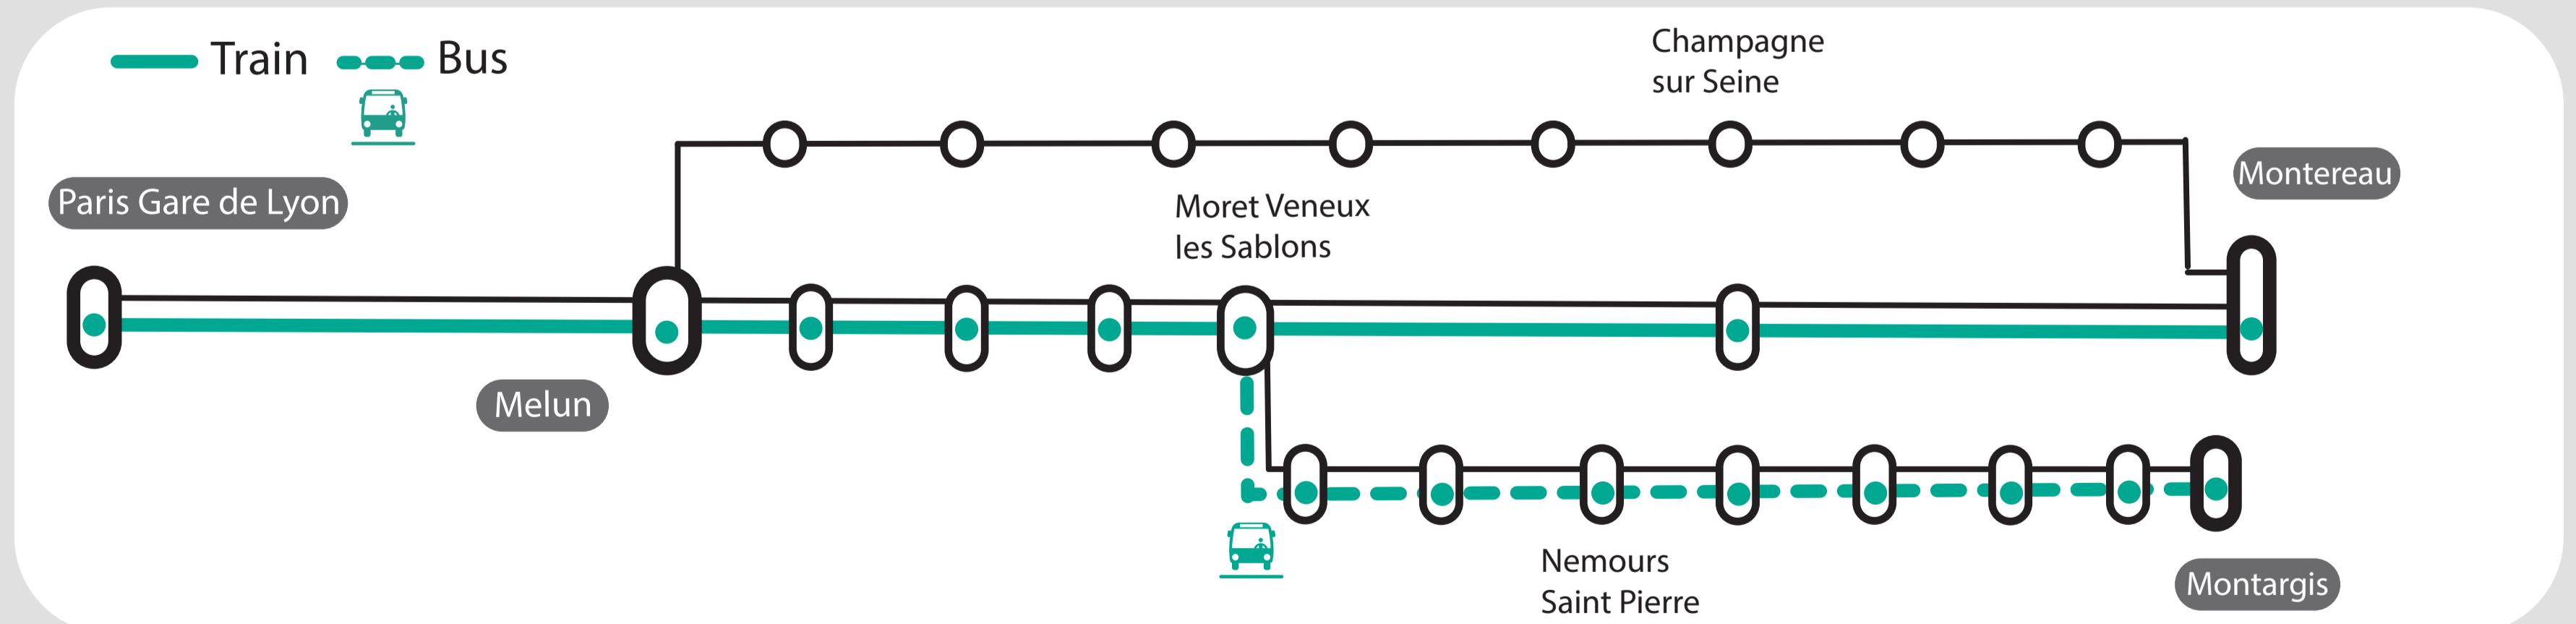 Train
Bus
Champagne
sur Seine
Paris Gare de Lyon
Moret Veneux
les Sablons
Montereau
Melun
Nemours
Saint Pierre
Montargis